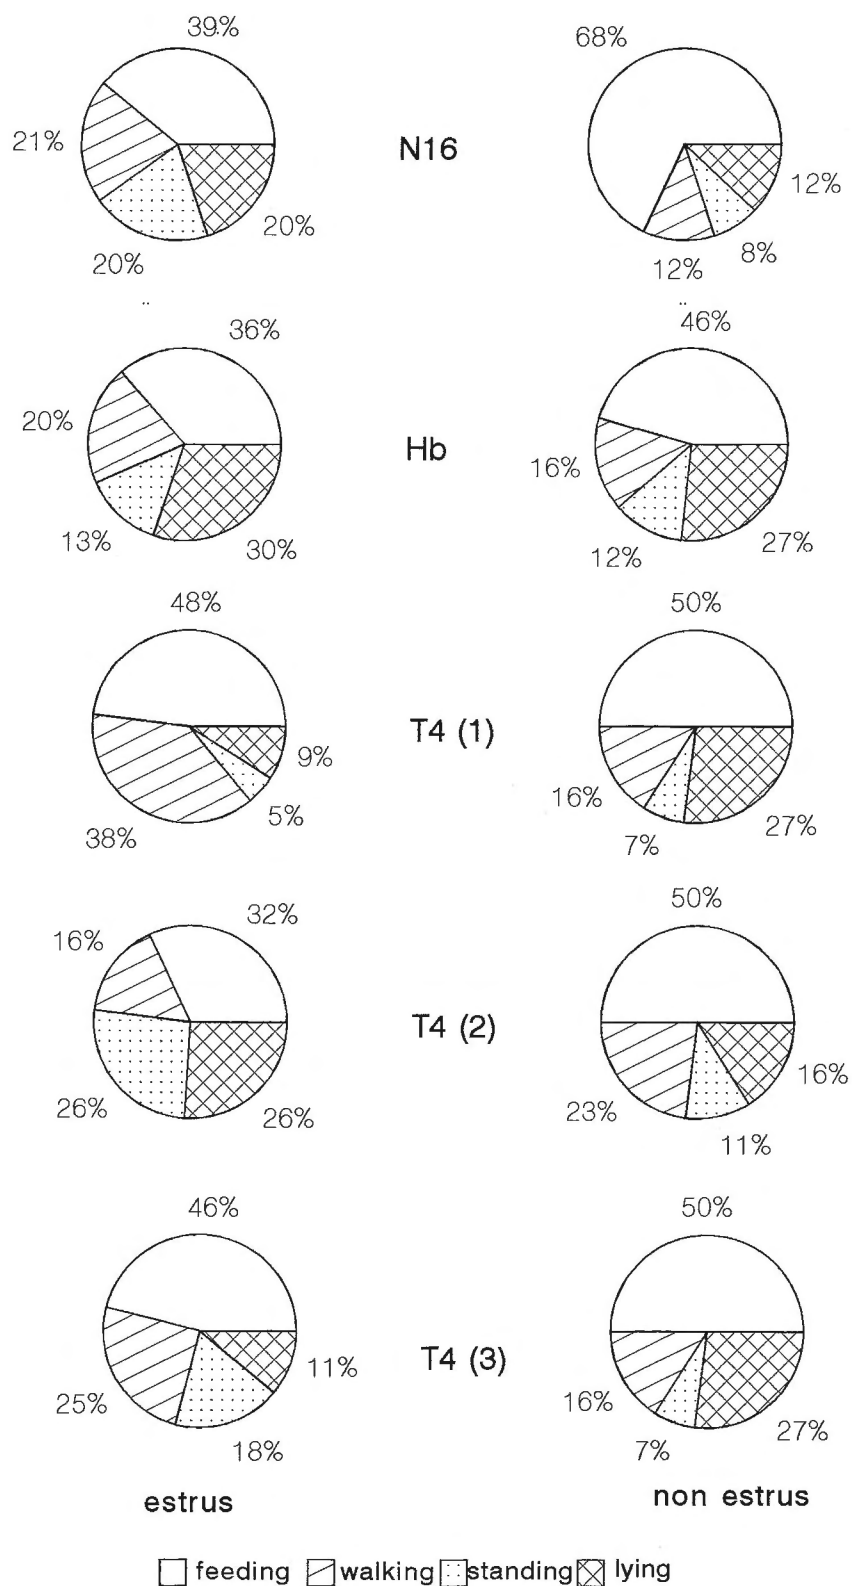 39% 68%
21% N16 12%
20% 20% 12% 8%
36% 46%
20% Hb 16%
13% 30% 12% 27%
48% 50%
T4 (1)
9% 16%
38% 5% 7% 27%
32% 50%
16% T4 (2) 16%
26% 26% 23% 11%
46% 50%
T4 (3)
25% 11% 16%
18% 7% 27%
estrus non estrus
feeding walking standing lying